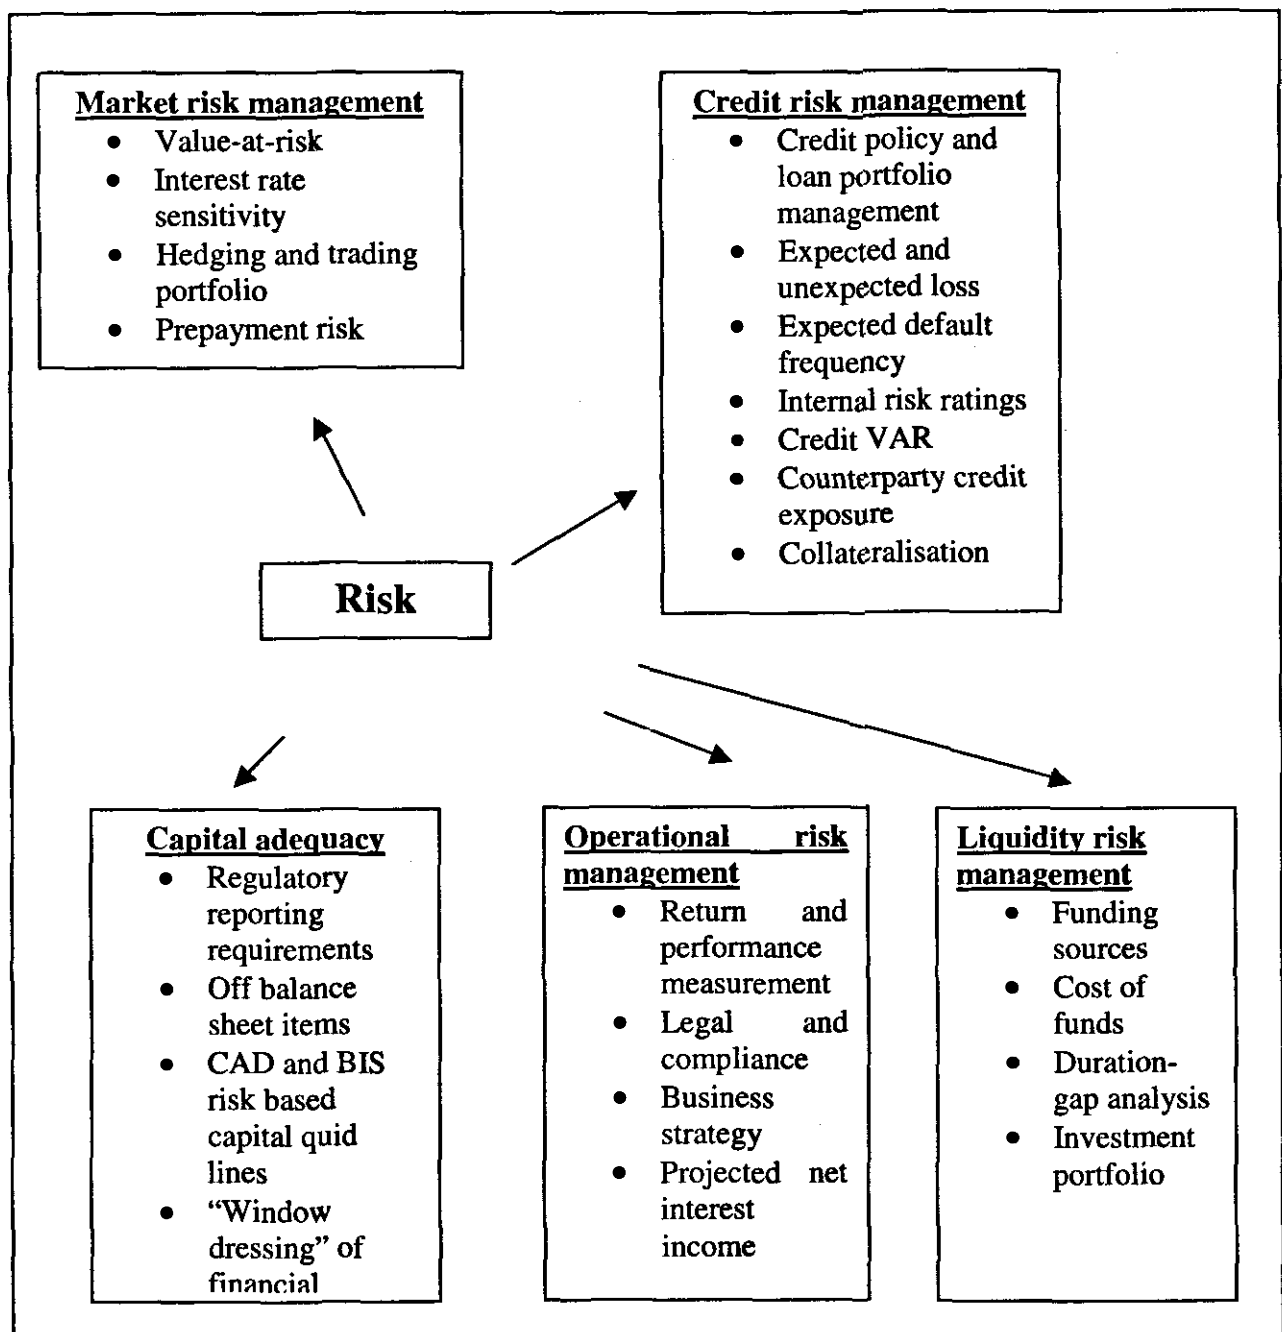 Market risk management
• Value-at-risk
• Interest rate
sensitivity
• Hedging and trading
portfolio
• Prepayment risk
Credit risk management
• Credit policy and
loan portfolio
management
• Expected and
unexpected loss
• Expected default
frequency
• Internal risk ratings
• Credit VAR
• Counterparty credit
exposure
• Collateralisation
Risk
Capital adequacy
• Regulatory
reporting
requirements
• Off balance
sheet items
• CAD and BIS
risk based
capital quid
lines
• “Window
dressing” of
financial
Operational risk
management
• Return and
performance
measurement
• Legal and
compliance
• Business
strategy
• Projected net
interest
income
Liquidity risk
management
• Funding
sources
• Cost of
funds
• Duration-
gap analysis
• Investment
portfolio